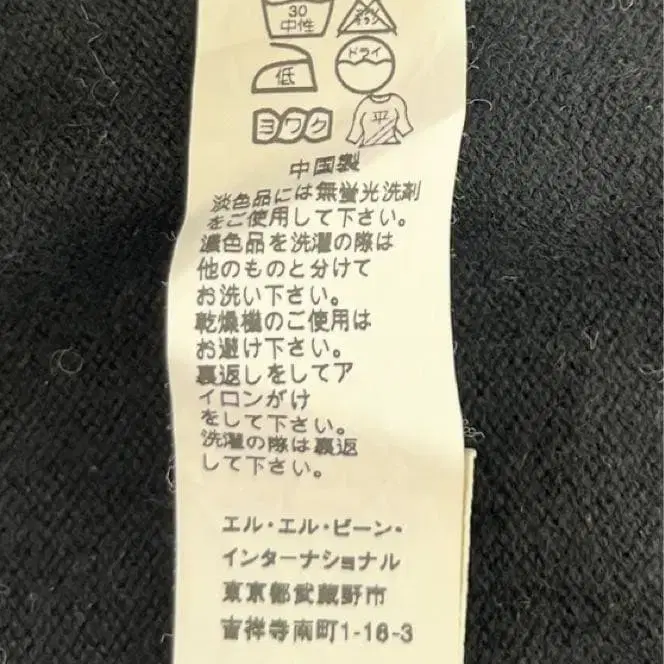 30
中性
低
ドライ
ヨワク
平
中国製
淡色品には無蛍光洗剤
をご使用して下さい。
濃色品を洗濯の際は
他のものと分けて
お洗い下さい。
乾燥機のご使用は
お避け下さい。
裏返しをしてア
イロンがけ
をして下さい。
洗濯の際は裏返
して下さい。
エル・エル・ビーン・
インターナショナル
東京都武蔵野市
吉祥寺南町1-16-3